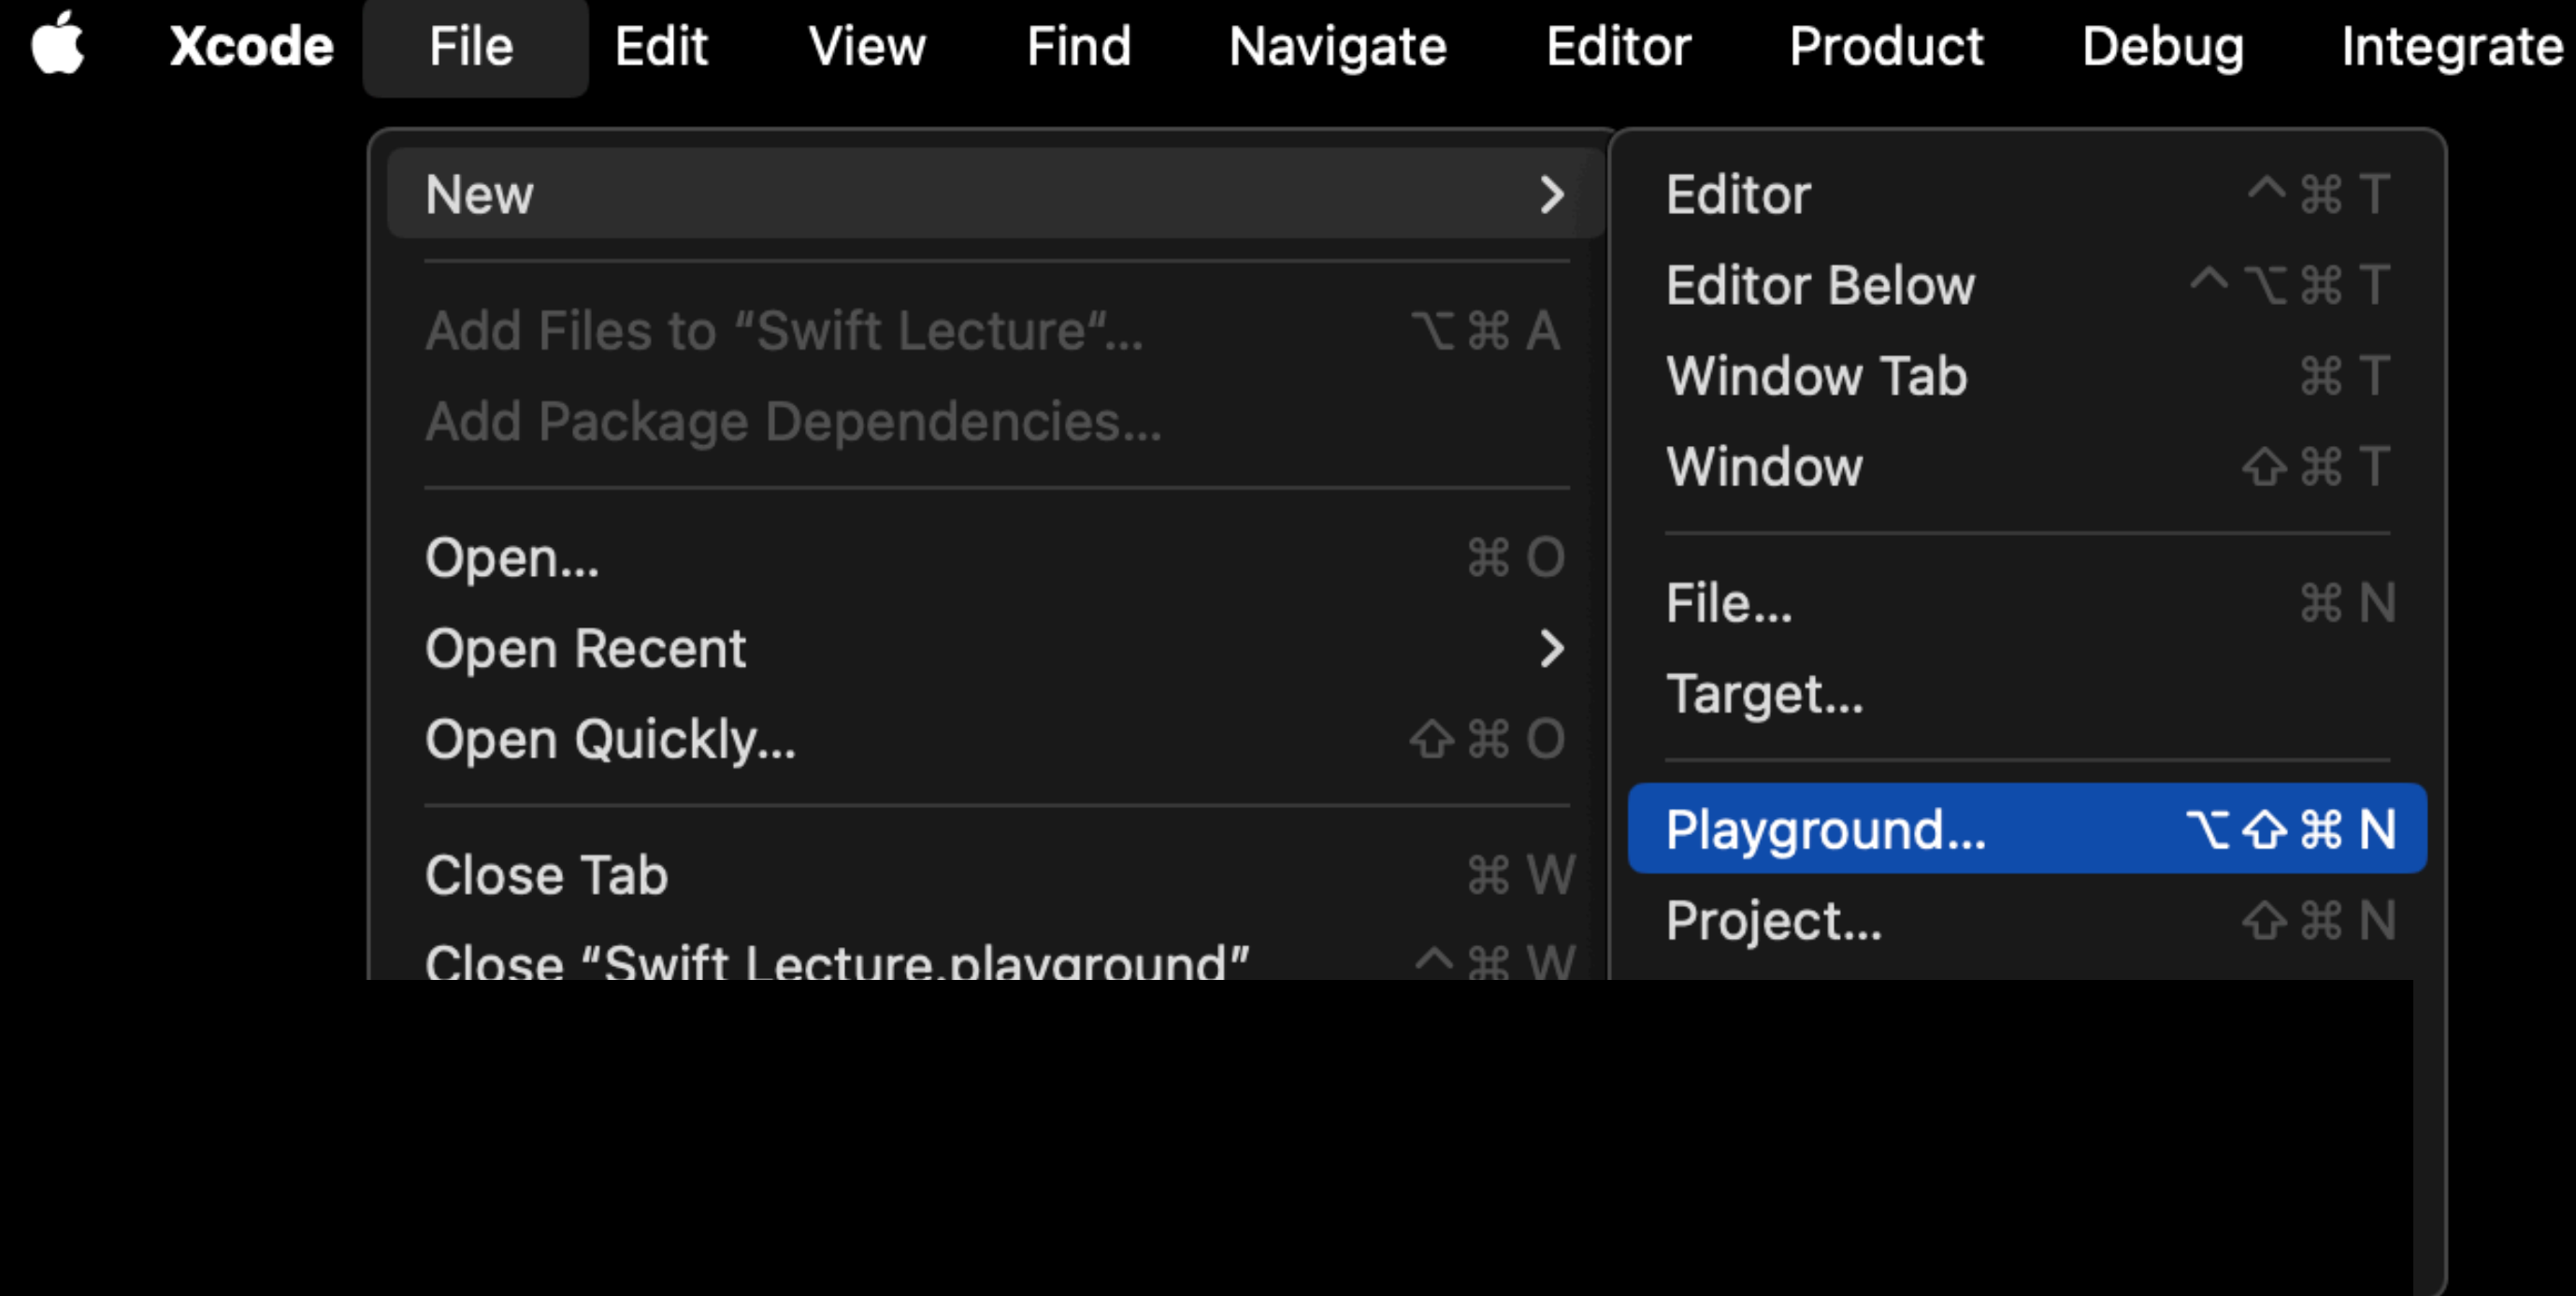 Xcode File Edit View Find Navigate Editor Product Debug Integrate
New
Add Files to “Swift Lecture“... ⌥⌘A
Add Package Dependencies...
Open... ⌘O
Open Recent
Open Quickly... ⇧⌘O
Close Tab ⌘W
Close “Swift Lecture.playground” ^⌘W
Editor ^⌘T
Editor Below ^⌥⌘T
Window Tab ⌘T
Window ⇧⌘T
File... ⌘N
Target...
Playground... ⌥⇧⌘N
Project... ⇧⌘N